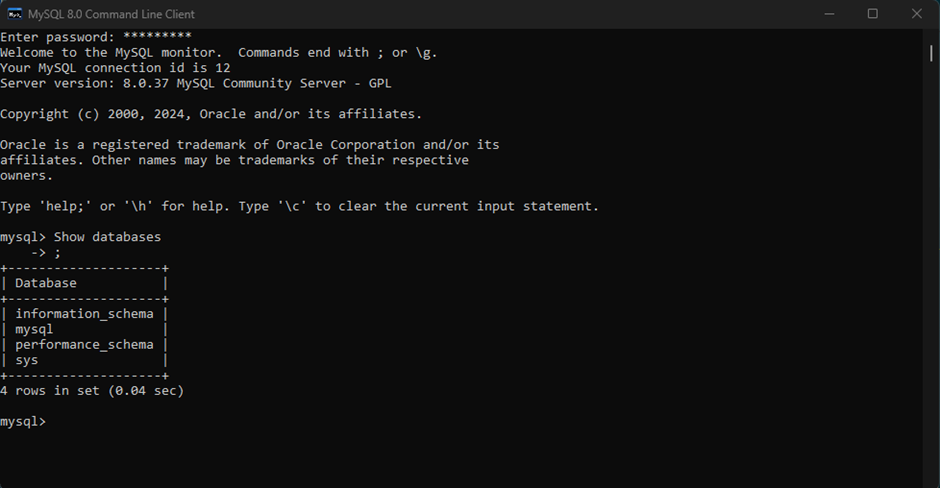 MySQL 8.0 Command Line Client
Enter password: *********
Welcome to the MySQL monitor.  Commands end with ; or \g.
Your MySQL connection id is 12
Server version: 8.0.37 MySQL Community Server - GPL
Copyright (c) 2000, 2024, Oracle and/or its affiliates.
Oracle is a registered trademark of Oracle Corporation and/or its
affiliates. Other names may be trademarks of their respective
owners.
Type 'help;' or '\h' for help. Type '\c' to clear the current input statement.
mysql> Show databases
    -> ;
+--------------------+
| Database           |
+--------------------+
| information_schema |
| mysql              |
| performance_schema |
| sys                |
+--------------------+
4 rows in set (0.04 sec)
mysql>